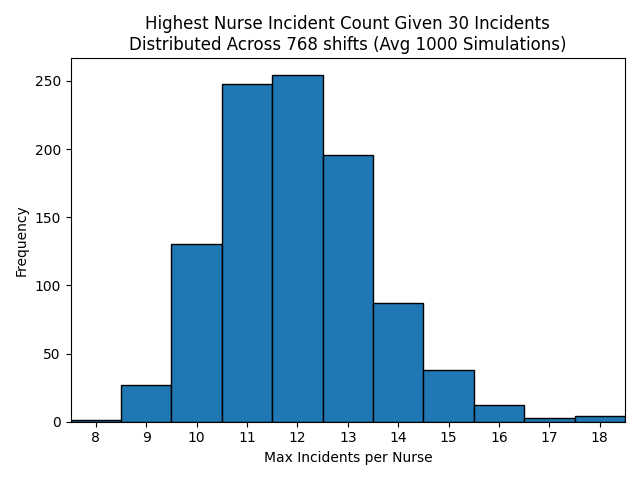 Highest Nurse Incident Count Given 30 Incidents
Distributed Across 768 shifts (Avg 1000 Simulations)
250
200
150
100
50
0
Frequency
8 9 10 11 12 13 14 15 16 17 18
Max Incidents per Nurse